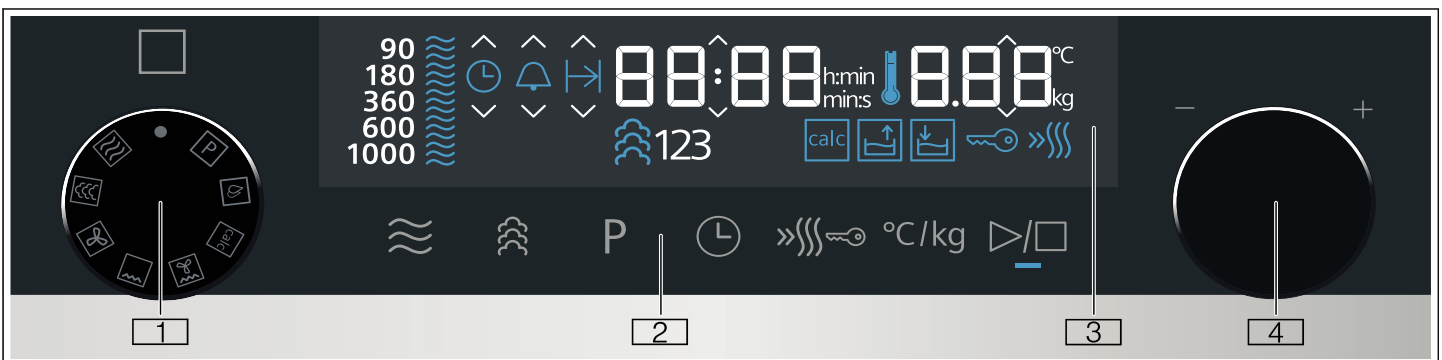 90
180
360
600
1000
88:88
h:min
min:s
8.88
°C
kg
123
calc
P
calc
− +
P °C/kg
1 2 3 4